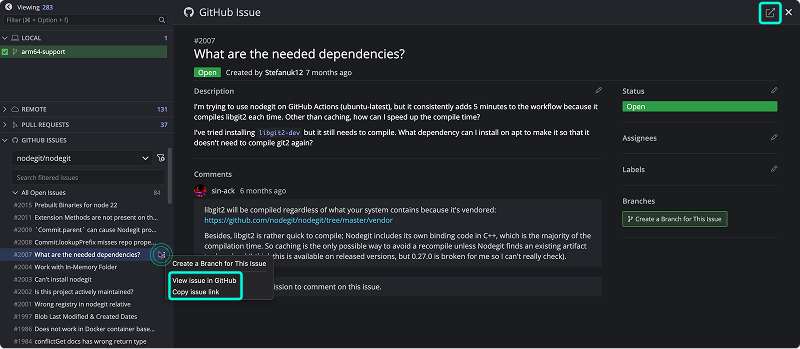 Viewing 283
Filter (⌘ + Option + f)
LOCAL 1
arm64-support
REMOTE 131
PULL REQUESTS 37
GITHUB ISSUES
nodegit/nodegit
Search filtered issues
All Open Issues 84
#2015 Prebuilt Binaries for node 22
#2011 Extension Methods are not present on th...
#2009 `Commit.parent` can cause Nodegit pro...
#2008 Commit.lookupPrefix misses repo prope...
#2007 What are the needed dependencies?
#2004 Work with In-Memory Folder
#2003 Can't install nodegit
#2002 Is this project actively maintained?
#2001 Wrong registry in nodegit relative
#1997 Blob Last Modified & Created Dates
#1986 Does not work in Docker container base...
#1984 conflictGet docs has wrong return type
Create a Branch for This Issue
View issue in GitHub
Copy issue link
GitHub Issue
#2007
What are the needed dependencies?
Open Created by Stefanuk12 7 months ago
Description
I'm trying to use nodegit on GitHub Actions (ubuntu-latest), but it consistently adds 5 minutes to the workflow because it
compiles libgit2 each time. Other than caching, how can I speed up the compile time?
I've tried installing libgit2-dev but it still needs to compile. What dependency can I install on apt to make it so that it
doesn't need to compile git2 again?
Comments
sin-ack 6 months ago
libgit2 will be compiled regardless of what your system contains because it's vendored:
https://github.com/nodegit/nodegit/tree/master/vendor
Besides, libgit2 is rather quick to compile; Nodegit includes its own binding code in C++, which is the majority of the
compilation time. So caching is the only possible way to avoid a recompile unless Nodegit finds an existing artifact
this is available on released versions, but 0.27.0 is broken for me so I can't really check).
ission to comment on this issue.
Status
Open
Assignees
Labels
Branches
Create a Branch for This Issue